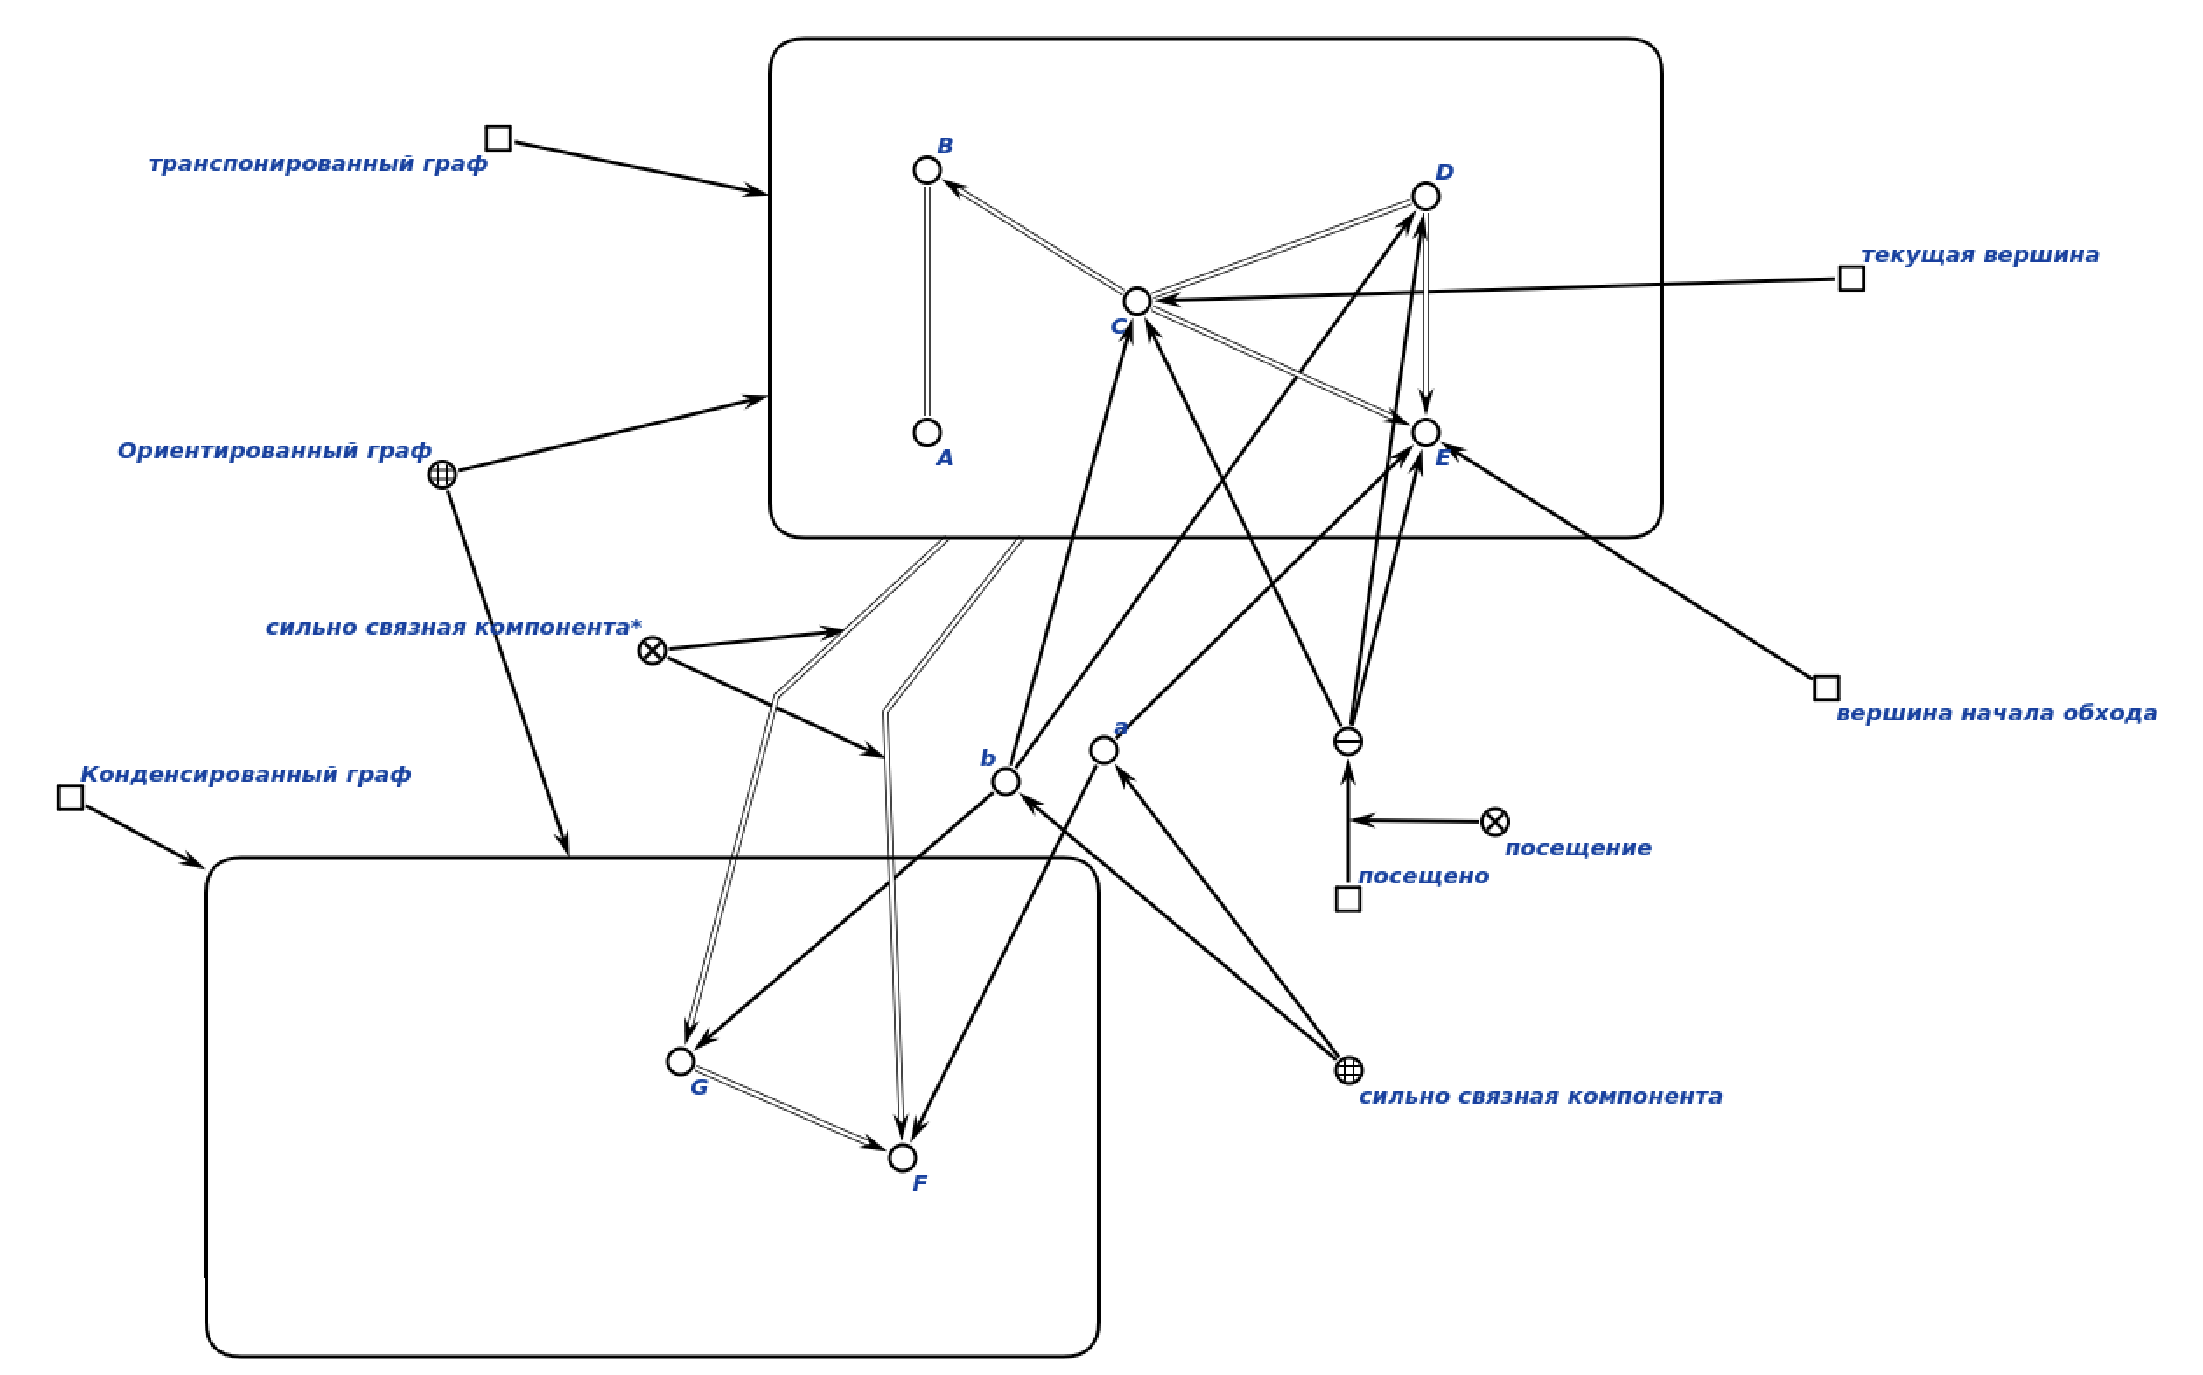 B
транспонированный граф
D
текущая вершина
C
Ориентированный граф
A
E
сильно связная компонента*
вершина начала обхода
a
b
Конденсированный граф
посещение
посещено
G
сильно связная компонента
F